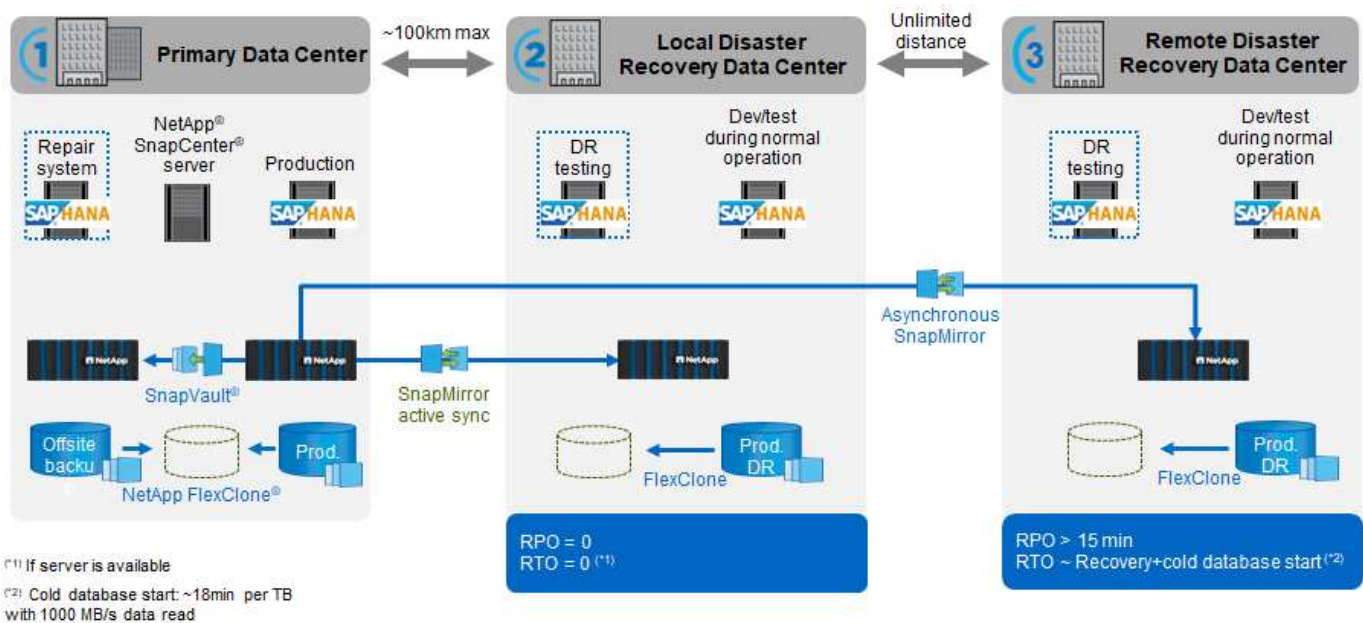 1
Primary Data Center
~100km max
2
Local Disaster
Recovery Data Center
Unlimited
distance
3
Remote Disaster
Recovery Data Center
Repair
system
SAP HANA
NetApp®
SnapCenter®
server
Production
SAP HANA
DR
testing
SAP HANA
Dev/test
during normal
operation
SAP HANA
DR
testing
SAP HANA
Dev/test
during normal
operation
SAP HANA
NetApp
SnapVault®
NetApp
SnapMirror
active sync
NetApp
Asynchronous
SnapMirror
NetApp
Offsite
backu
Prod.
NetApp FlexClone®
Prod.
DR
FlexClone
Prod.
DR
FlexClone
RPO = 0
RTO = 0 (*1)
RPO > 15 min
RTO ~ Recovery+cold database start (*2)
(*1) If server is available
(*2) Cold database start: ~18min per TB
with 1000 MB/s data read